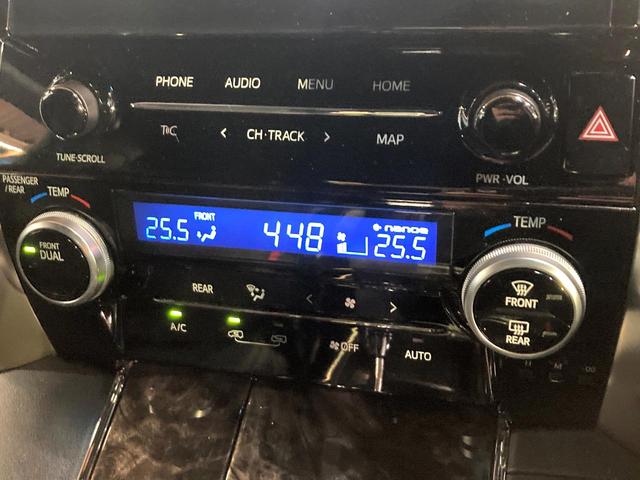 PHONE AUDIO MENU HOME
CH·TRACK MAP
TUNE·SCROLL
PWR·VOL
PASSENGER
/REAR
TEMP
TEMP
FRONT
25.5 448 nanoe
25.5
FRONT
DUAL
REAR
FRONT
REAR
A/C
OFF
AUTO